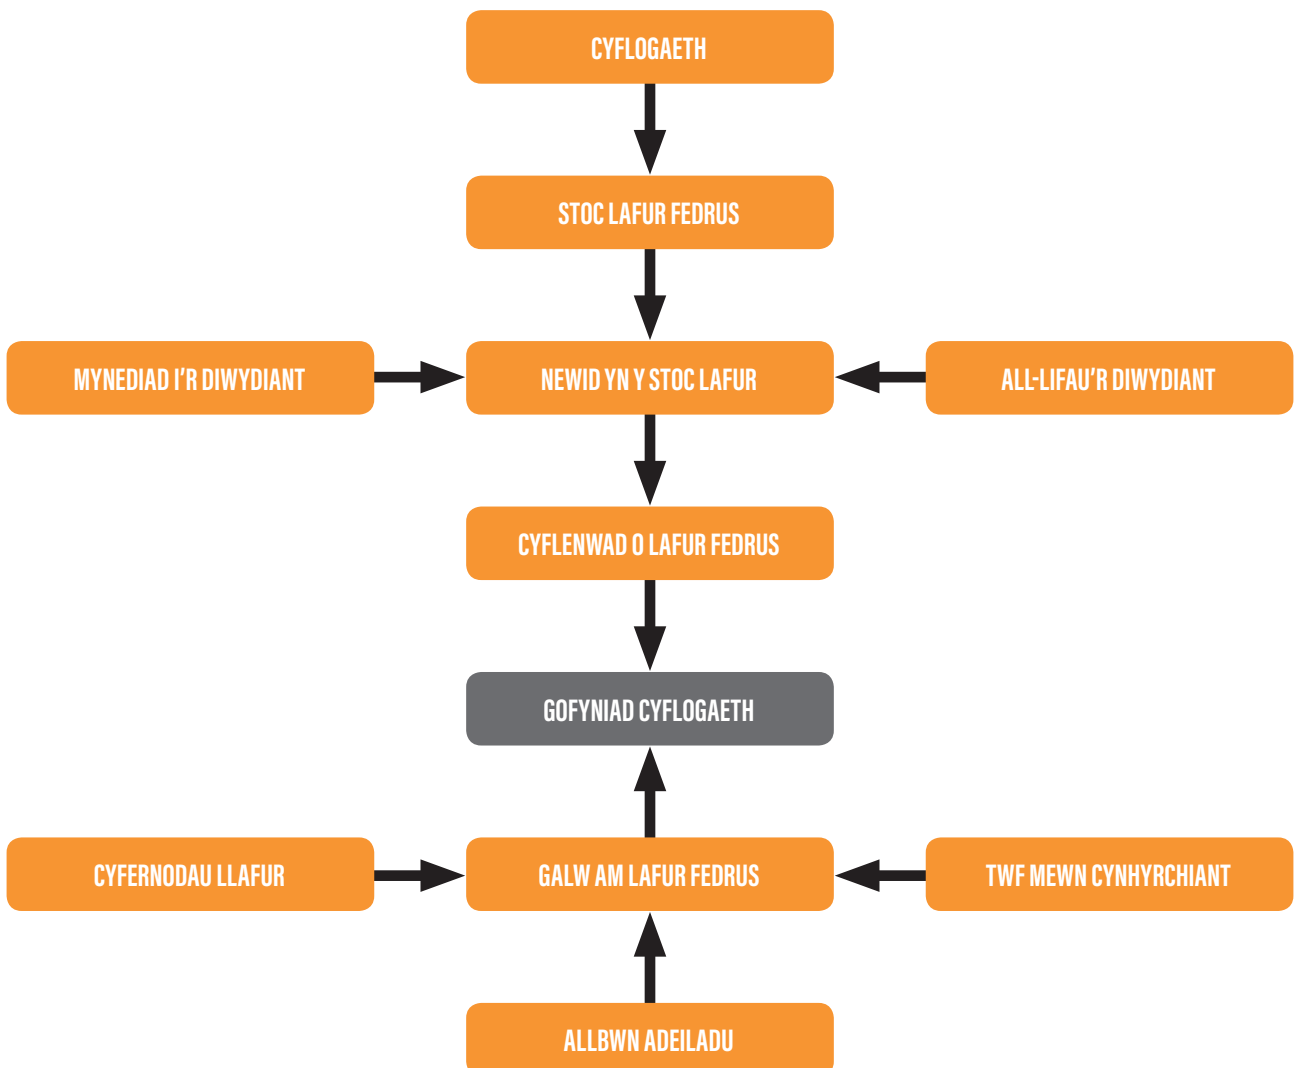 CYFLOGAETH
STOC LAFUR FEDRUS
MYNEDIAD I'R DIWYDIANT
NEWID YN Y STOC LAFUR
ALL-LIFAU'R DIWYDIANT
CYFLENWAD O LAFUR FEDRUS
GOFYNIAD CYFLOGAETH
CYFERNODAU LLAFUR
GALW AM LAFUR FEDRUS
TWF MEWN CYNHYRCHIANT
ALLBWN ADEILADU